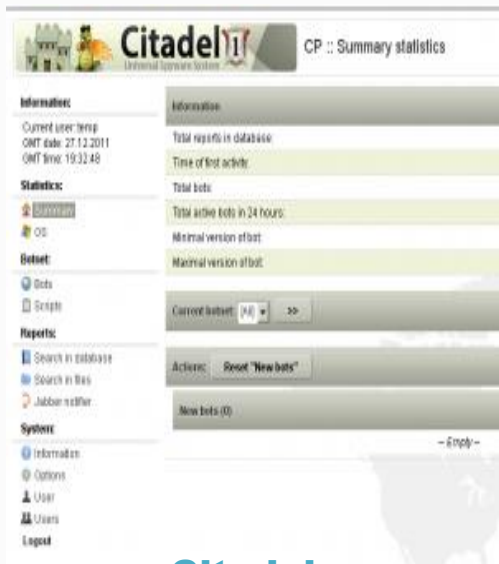 Citadel
Universal Spyware System
CP :: Summary statistics
Information:
Current user: temp
GMT date: 27.12.2011
GMT time: 19:32:48
Statistics:
Summary
OS
Botnet:
Bots
Scripts
Reports:
Search in database
Search in files
Jabber notifier
System:
Information
Options
User
Users
Logout
Information
Total reports in database:
Time of first activity:
Total bots:
Total active bots in 24 hours:
Minimal version of bot:
Maximal version of bot:
Current botnet: [All] >>
Actions: Reset "New bots"
New bots (0)
-- Empty --